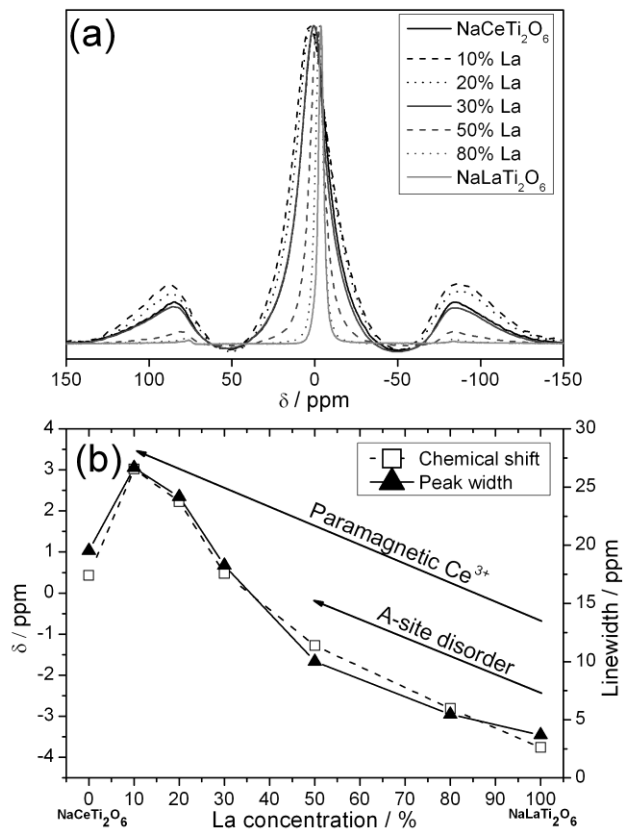 (a)
NaCeTi₂O₆
10% La
20% La
30% La
50% La
80% La
NaLaTi₂O₆
150 100 50 0 -50 -100 -150
δ / ppm
(b)
4
3
2
1
0
-1
-2
-3
-4
δ / ppm
Chemical shift
Peak width
Paramagnetic Ce³⁺
A-site disorder
30
25
20
15
10
5
0
Linewidth / ppm
0 10 20 30 40 50 60 70 80 90 100
NaCeTi₂O₆ La concentration / % NaLaTi₂O₆